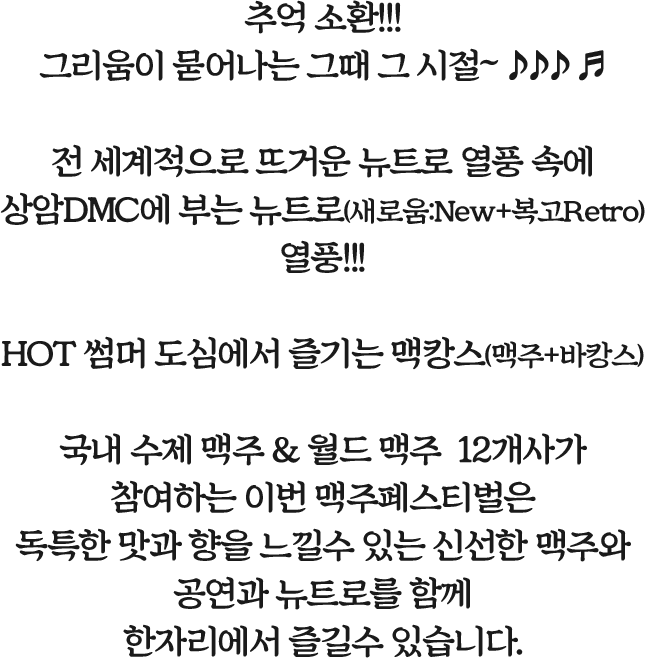 추억 소환!!!
그리움이 묻어나는 그때 그 시절~ ♪♪♪ ♬
전 세계적으로 뜨거운 뉴트로 열풍 속에
상암DMC에 부는 뉴트로(새로움:New+복고Retro)
열풍!!!
HOT 썸머 도심에서 즐기는 맥캉스(맥주+바캉스)
국내 수제 맥주 & 월드 맥주 12개사가
참여하는 이번 맥주페스티벌은
독특한 맛과 향을 느낄수 있는 신선한 맥주와
공연과 뉴트로를 함께
한자리에서 즐길수 있습니다.